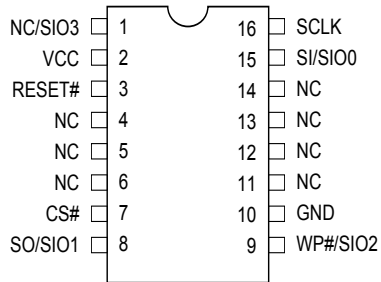 NC/SIO3 1 16 SCLK
VCC 2 15 SI/SIO0
RESET# 3 14 NC
NC 4 13 NC
NC 5 12 NC
NC 6 11 NC
CS# 7 10 GND
SO/SIO1 8 9 WP#/SIO2